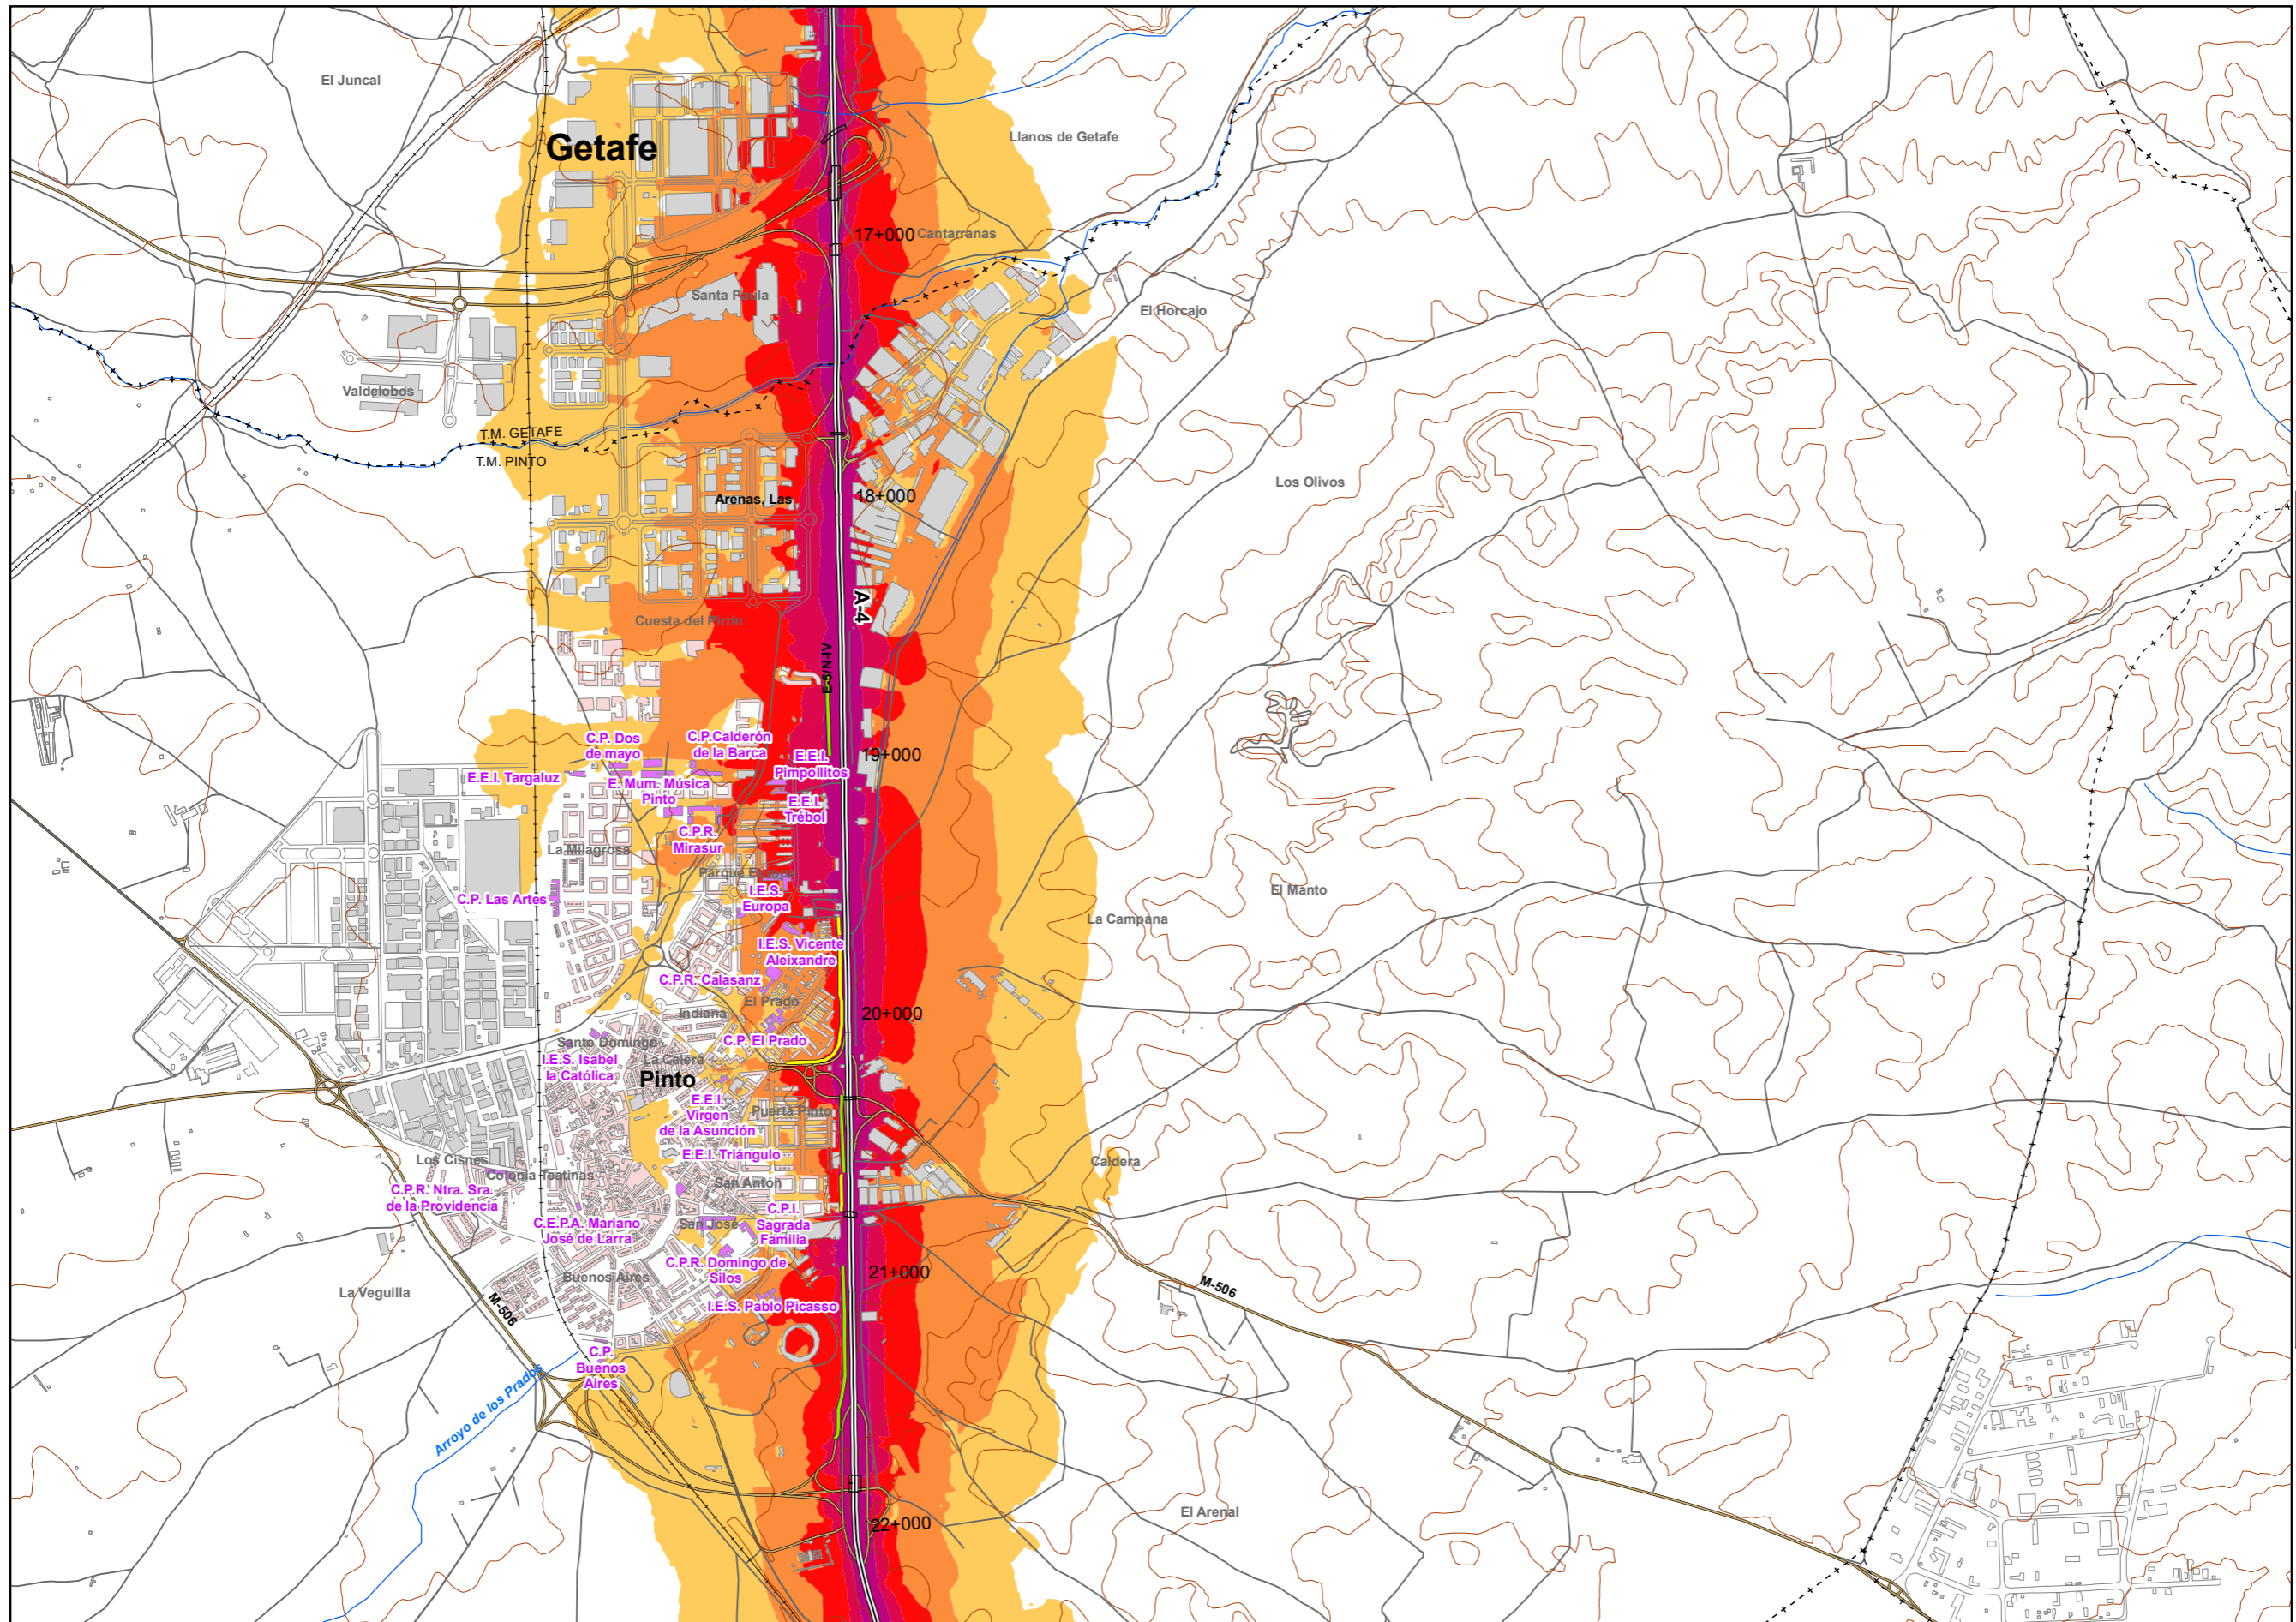 El Juncal
Getafe
Llanos de Getafe
17+000
Cantarranas
Santa Paula
El Horcajo
Valdelobos
T.M. GETAFE
T.M. PINTO
Los Olivos
Arenas, Las
18+000
A-4
Cuesta del Pirrin
E-5/N-IV
C.P. Dos
de mayo
C.P.Calderón
de la Barca
19+000
E.E.I.
Pimpollitos
E.E.I. Targaluz
E. Mum. Música
Pinto
E.E.I.
Trébol
C.P.R.
Mirasur
La Milagrosa
Parque Europa
C.P. Las Artes
I.E.S.
Europa
El Manto
La Campana
I.E.S. Vicente
Aleixandre
C.P.R. Calasanz
El Prado
Indiana
20+000
Santo Domingo
C.P. El Prado
I.E.S. Isabel
la Católica
La Calera
Pinto
E.E.I.
Virgen
de la Asunción
Puerta Pinto
E.E.I. Triángulo
Los Cisnes
Colonia Teatinas
Caldera
C.P.R. Ntra. Sra.
de la Providencia
San Antón
C.E.P.A. Mariano
José de Larra
San José
C.P.I.
Sagrada
Familia
C.P.R. Domingo de
Silos
21+000
Buenos Aires
La Veguilla
M-506
M-506
I.E.S. Pablo Picasso
C.P.
Buenos
Aires
Arroyo de los Prados
El Arenal
22+000